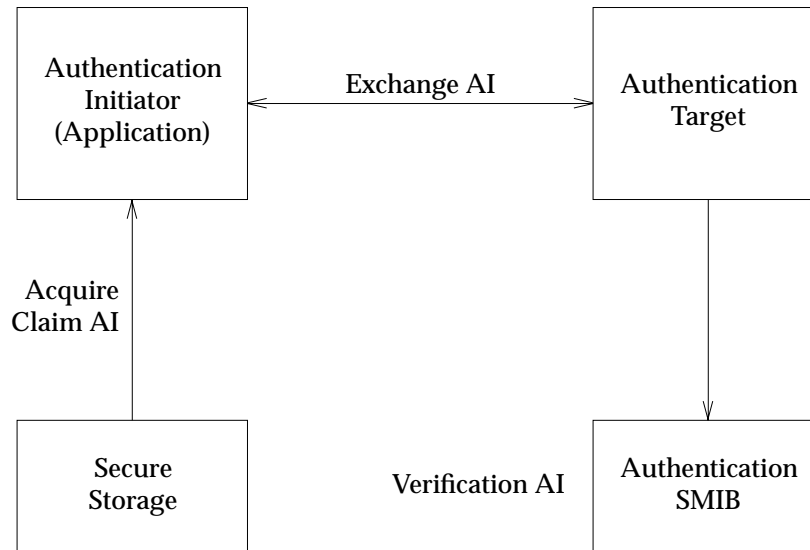 Authentication
Initiator
(Application)
Exchange AI
Authentication
Target
Acquire
Claim AI
Secure
Storage
Verification AI
Authentication
SMIB